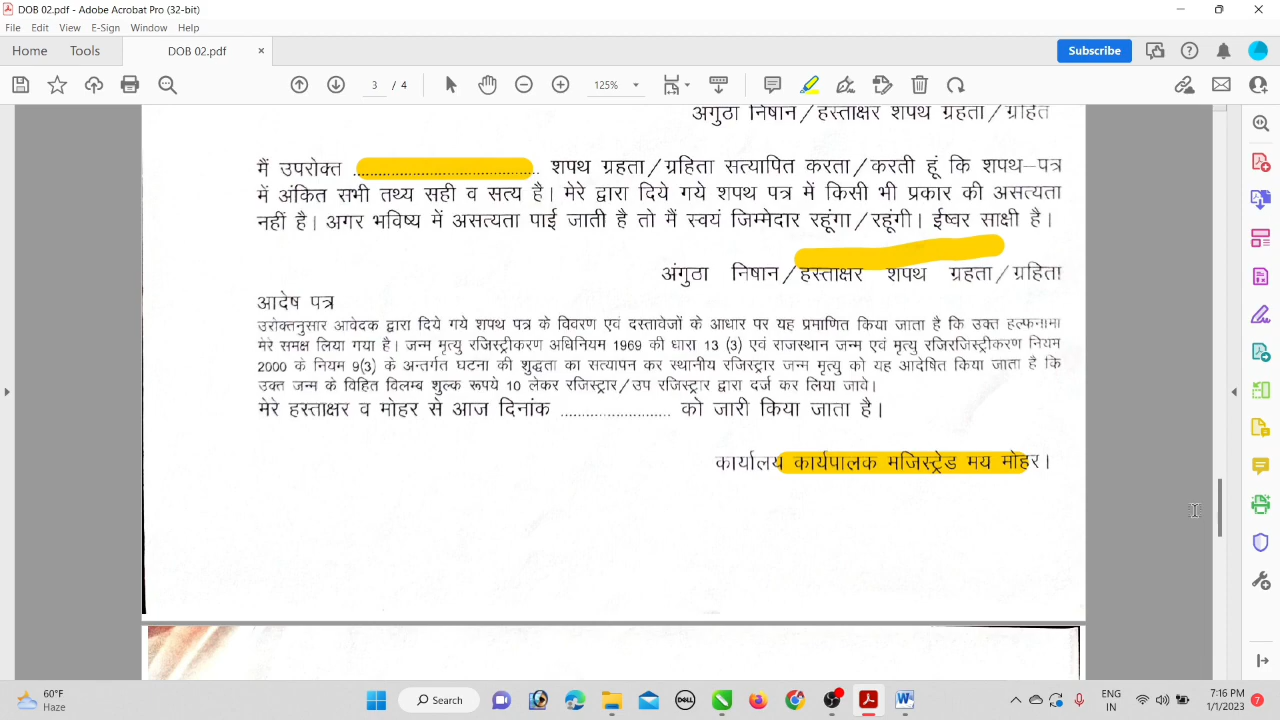 DOB 02.pdf - Adobe Acrobat Pro (32-bit)
File Edit View E-Sign Window Help
Home Tools DOB 02.pdf × Subscribe
3 / 4 125%
अगुठा निषान/हस्ताक्षर शपथ ग्रहता/ग्रहित
मैं उपरोक्त ............................................ शपथ ग्रहता/ग्रहिता सत्यापित करता/करती हूं कि शपथ–पत्र
में अंकित सभी तथ्य सही व सत्य है। मेरे द्वारा दिये गये शपथ पत्र में किसी भी प्रकार की असत्यता
नहीं है। अगर भविष्य में असत्यता पाई जाती है तो मैं स्वयं जिम्मेदार रहूंगा/रहूंगी। ईष्वर साक्षी है।
अंगुठा निषान/हस्ताक्षर शपथ ग्रहता/ग्रहिता
आदेष पत्र
उरोक्तनुसार आवेदक द्वारा दिये गये शपथ पत्र के विवरण एवं दस्तावेजों के आधार पर यह प्रमाणित किया जाता है कि उक्त हल्फनामा
मेरे समक्ष लिया गया है। जन्म मृत्यु रजिस्ट्रीकरण अधिनियम 1969 की धारा 13 (3) एवं राजस्थान जन्म एवं मृत्यु रजिरजिस्ट्रीकरण नियम
2000 के नियम 9(3) के अन्तर्गत घटना की शुद्धता का सत्यापन कर स्थानीय रजिस्ट्रार जन्म मृत्यु को यह आदेषित किया जाता है कि
उक्त जन्म के विहित विलम्ब शुल्क रूपये 10 लेकर रजिस्ट्रार/उप रजिस्ट्रार द्वारा दर्ज कर लिया जावे।
मेरे हस्ताक्षर व मोहर से आज दिनांक .......................... को जारी किया जाता है।
कार्यालय कार्यपालक मजिस्ट्रेड मय मोहर।
60°F
Haze
Search
DELL
ENG
IN
7:16 PM
1/1/2023
7